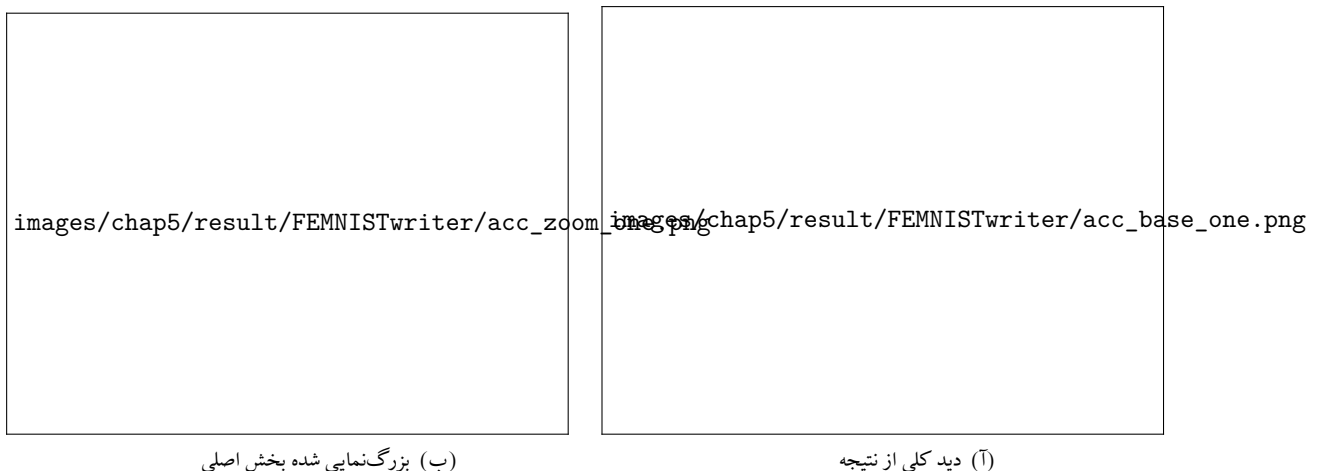 images/chap5/result/FEMNISTwriter/acc_zoom_one.png
images/chap5/result/FEMNISTwriter/acc_base_one.png
(آ) دید کلی از نتیجه
(ب) بزرگ‌نمایی شده بخش اصلی